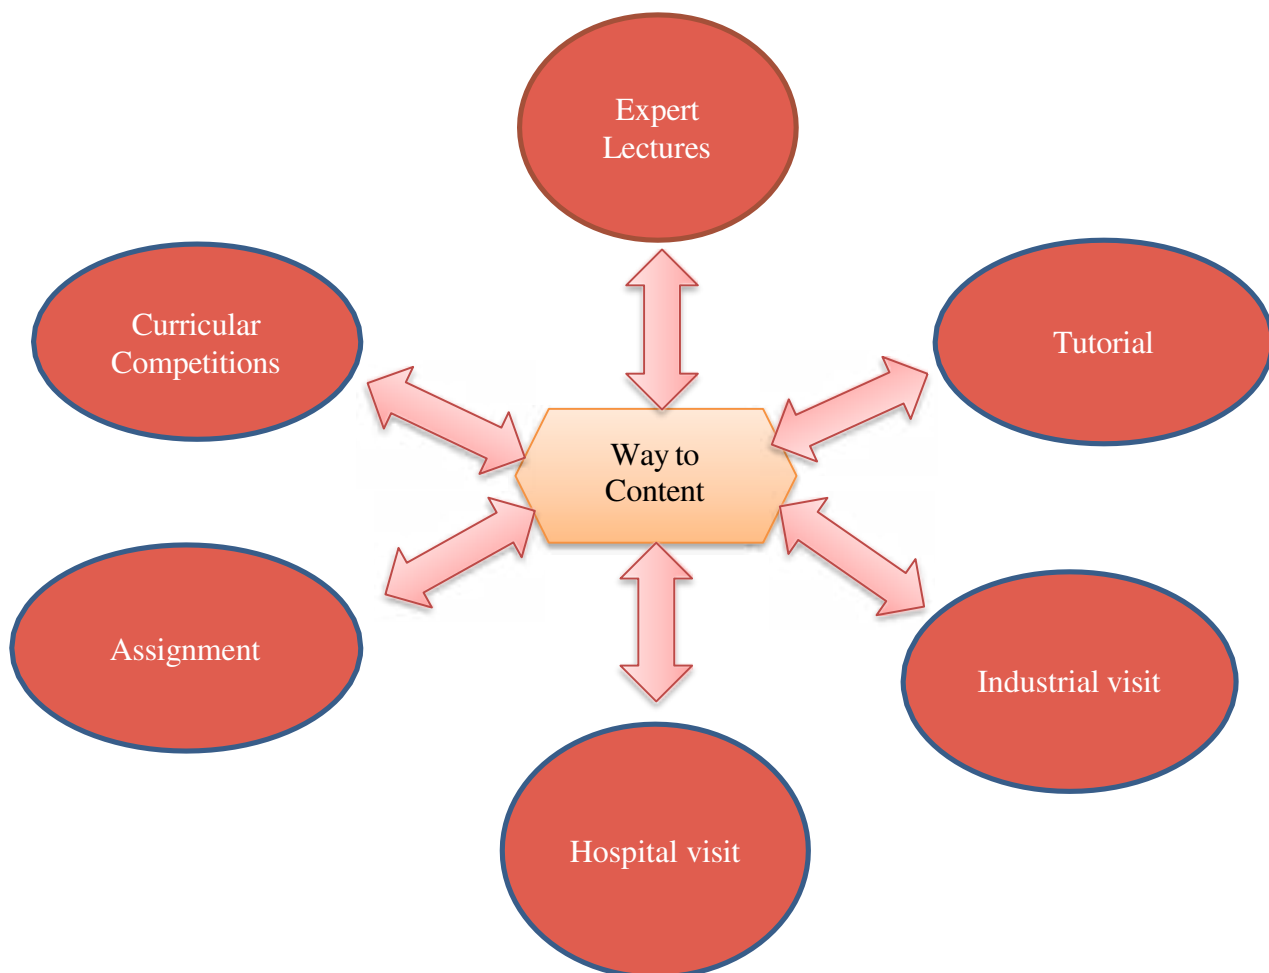 Expert
Lectures
Curricular
Competitions
Tutorial
Way to
Content
Assignment
Industrial visit
Hospital visit